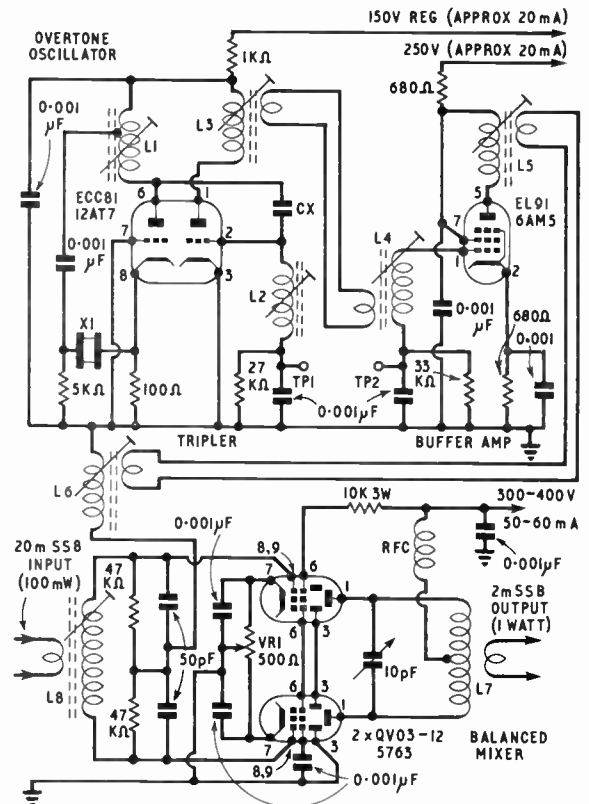 150V REG (APPROX 20mA)
250V (APPROX 20mA)
OVERTONE
OSCILLATOR
1KΩ
680Ω
0·001
µF
L1
L3
L5
ECC81
12AT7
6
1
CX
5
EL91
6AM5
7
2
7
1
2
L4
0·001
µF
8
3
L2
0·001
µF
680Ω
0·001
X1
5KΩ
100Ω
27
KΩ
TP1
TP2
33
KΩ
0·001µF
TRIPLER
BUFFER AMP
L6
10K 3W
300-400V
50-60mA
RFC
0·001µF
0·001µF
20m SSB
INPUT
(100mW)
47
KΩ
8,9
7
6
1
3
2m SSB
OUTPUT
(1 WATT)
50pF
VR1
500Ω
10pF
L7
L8
47
KΩ
6
3
1
7
8,9
3
2 x QV03-12
5763
BALANCED
MIXER
0·001µF